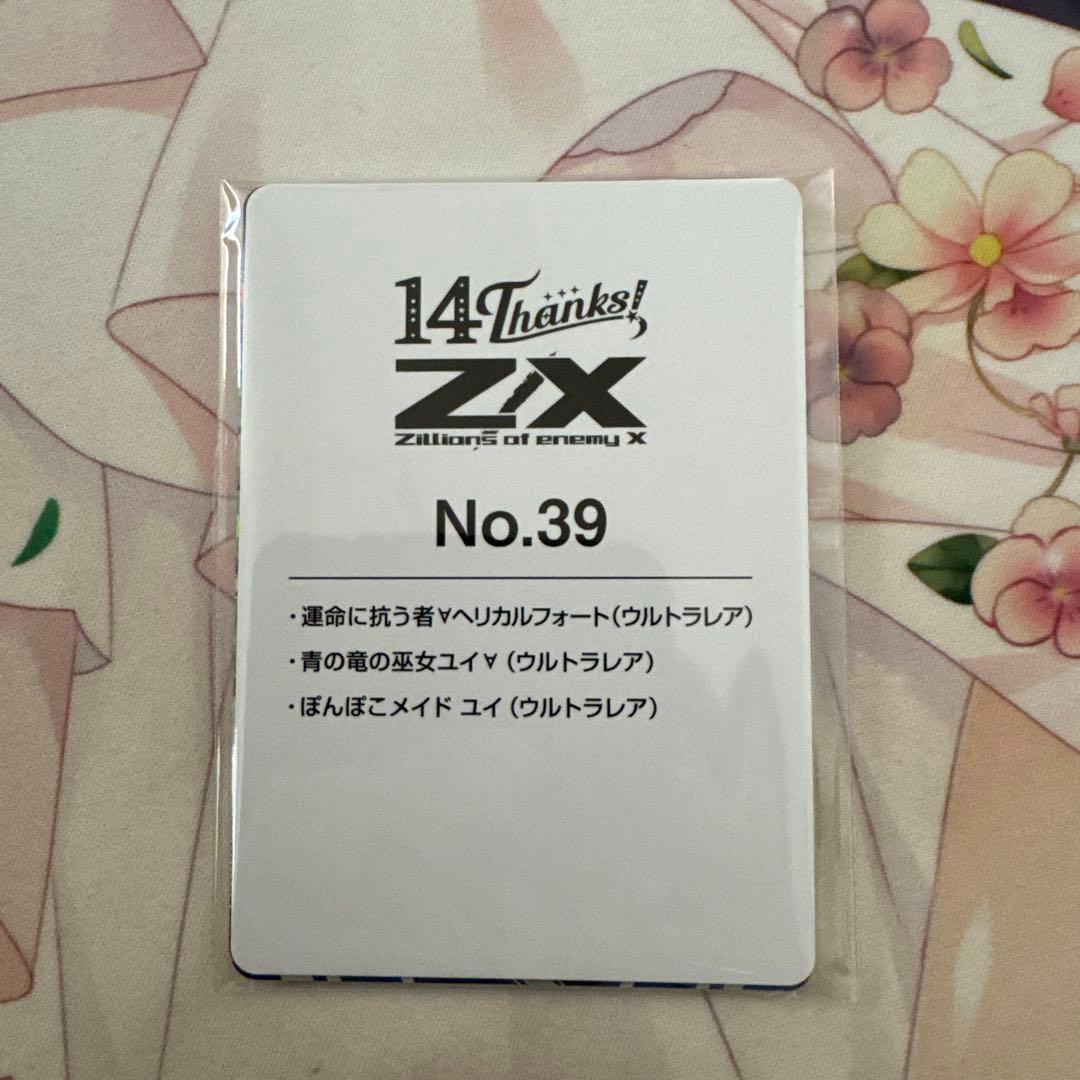 14 Thanks!
Z/X
Zillions of enemy X
No.39
・運命に抗う者∀ヘリカルフォート(ウルトラレア)
・青の竜の巫女ユイ∀(ウルトラレア)
・ぽんぽこメイド ユイ(ウルトラレア)